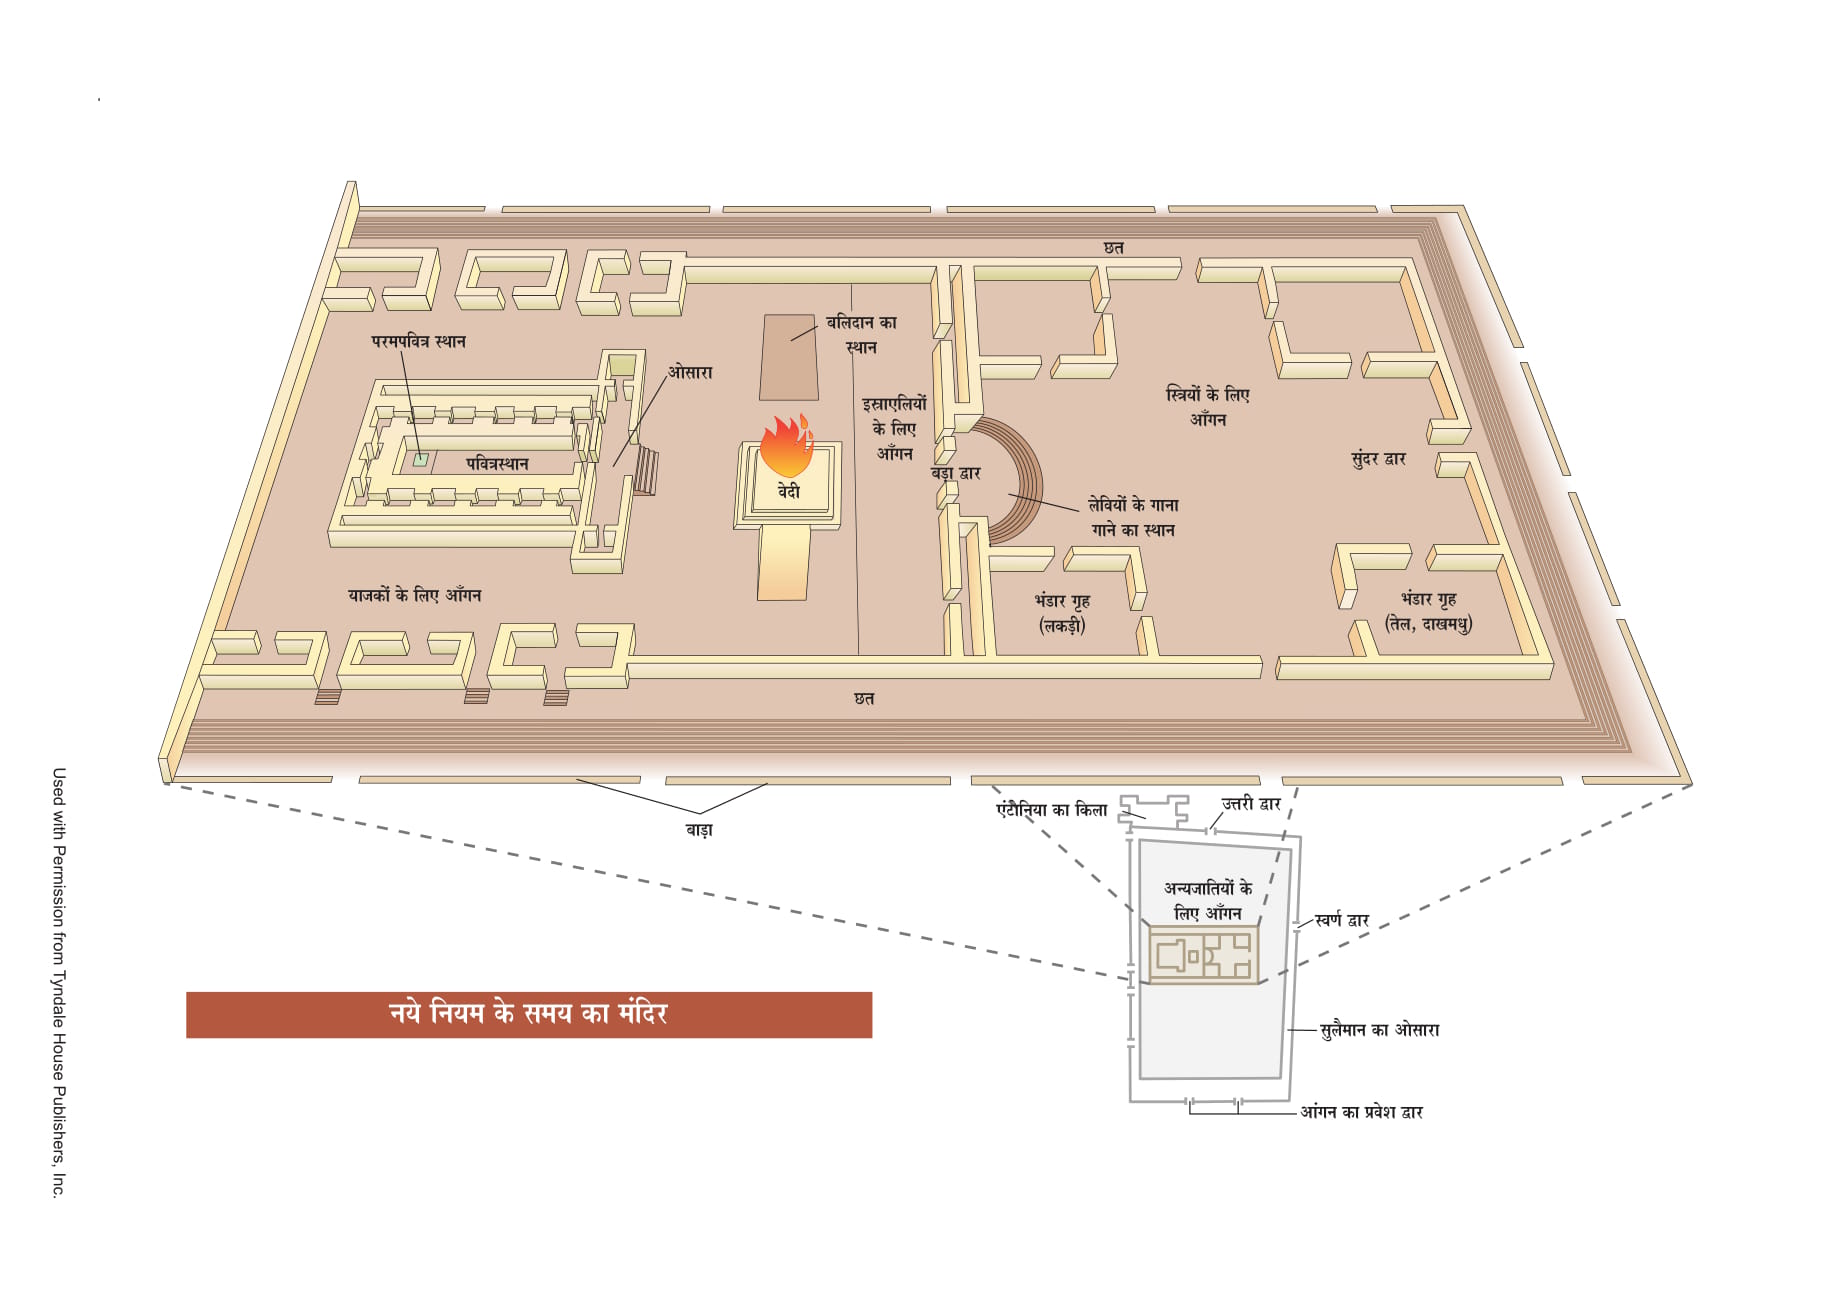 छत
परमपवित्र स्थान
बलिदान का
स्थान
ओसारा
इस्राएलियों
के लिए
आँगन
स्त्रियों के लिए
आँगन
पवित्रस्थान
बड़ा द्वार
सुंदर द्वार
वेदी
लेवियों के गाना
गाने का स्थान
याजकों के लिए आँगन
भंडार गृह
(लकड़ी)
भंडार गृह
(तेल, दाखमधु)
छत
बाड़ा
एंटोनिया का किला
उत्तरी द्वार
अन्यजातियों के
लिए आँगन
स्वर्ण द्वार
नये नियम के समय का मंदिर
सुलैमान का ओसारा
आंगन का प्रवेश द्वार
Used with Permission from Tyndale House Publishers, Inc.